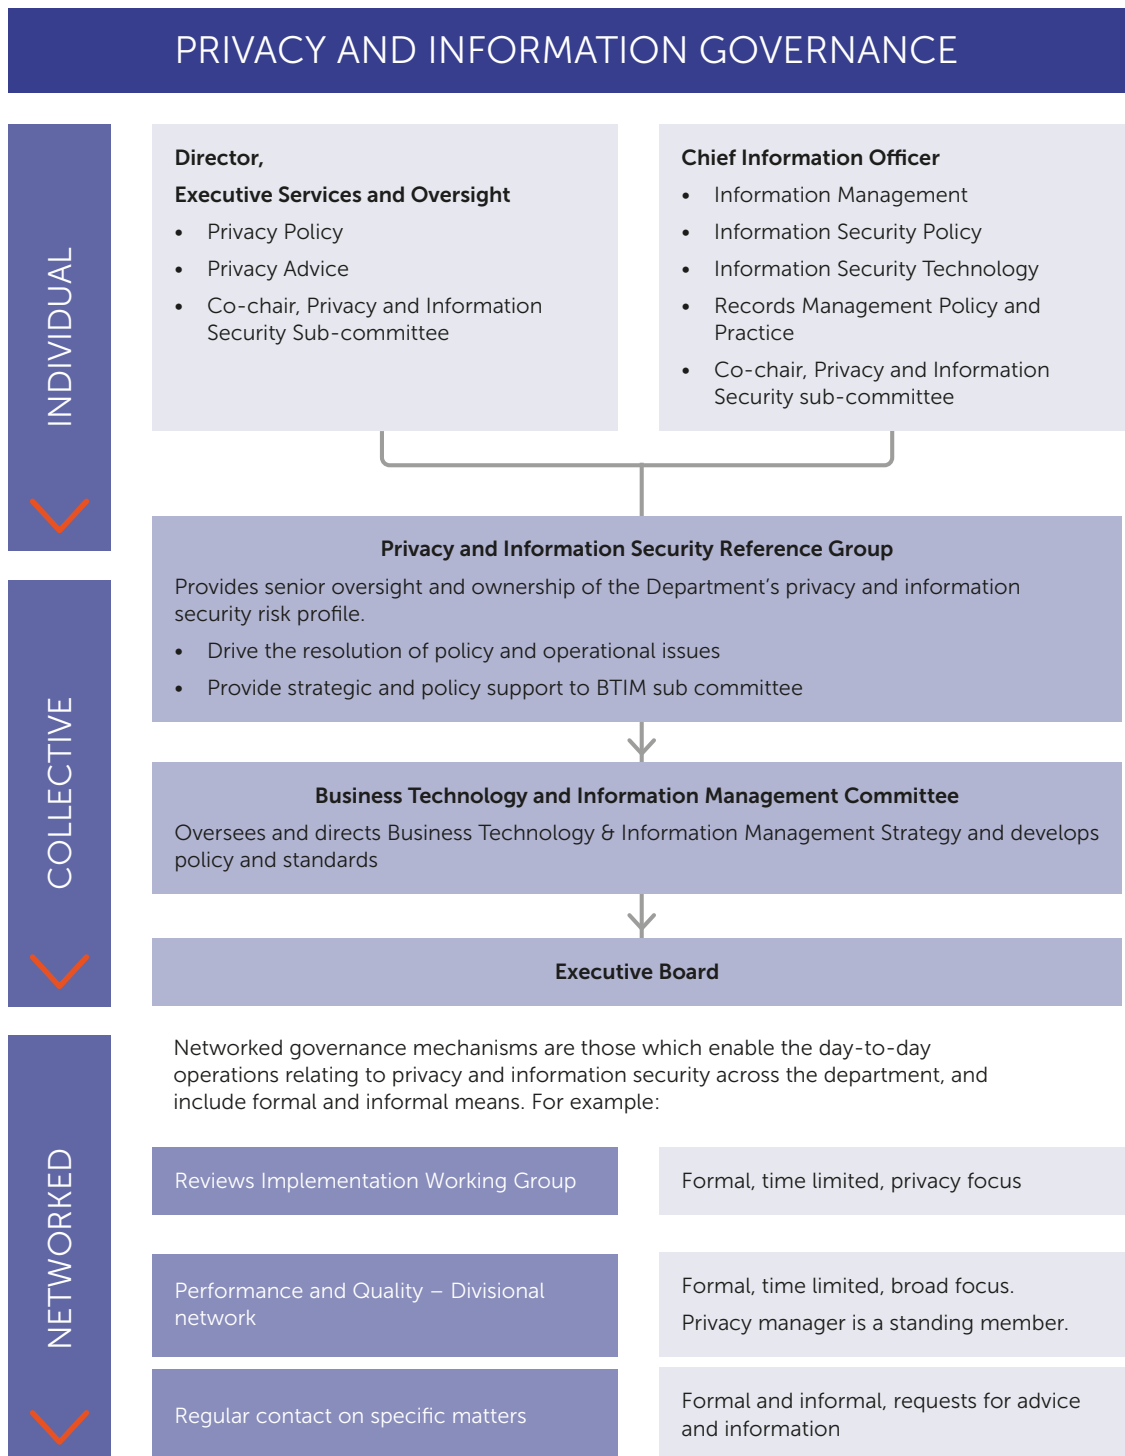 PRIVACY AND INFORMATION GOVERNANCE
INDIVIDUAL
Director,
Executive Services and Oversight
• Privacy Policy
• Privacy Advice
• Co-chair, Privacy and Information
Security Sub-committee
Chief Information Officer
• Information Management
• Information Security Policy
• Information Security Technology
• Records Management Policy and
Practice
• Co-chair, Privacy and Information
Security sub-committee
COLLECTIVE
Privacy and Information Security Reference Group
Provides senior oversight and ownership of the Department’s privacy and information
security risk profile.
• Drive the resolution of policy and operational issues
• Provide strategic and policy support to BTIM sub committee
Business Technology and Information Management Committee
Oversees and directs Business Technology & Information Management Strategy and develops
policy and standards
Executive Board
NETWORKED
Networked governance mechanisms are those which enable the day-to-day
operations relating to privacy and information security across the department, and
include formal and informal means. For example:
Reviews Implementation Working Group
Formal, time limited, privacy focus
Performance and Quality – Divisional
network
Formal, time limited, broad focus.
Privacy manager is a standing member.
Regular contact on specific matters
Formal and informal, requests for advice
and information